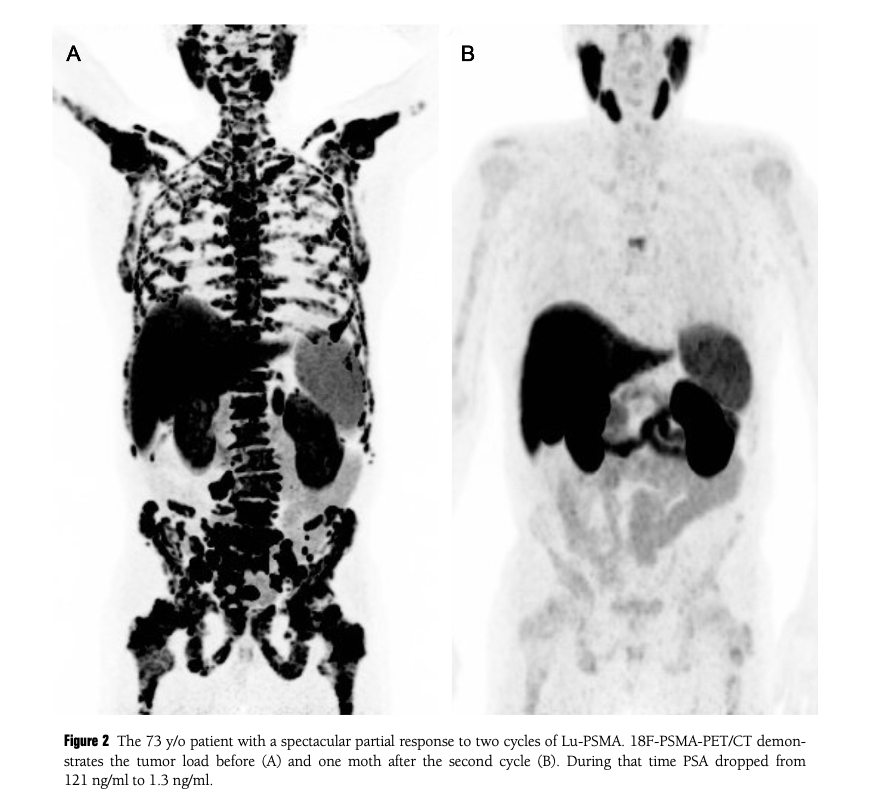 A
B
Figure 2 The 73 y/o patient with a spectacular partial response to two cycles of Lu-PSMA. 18F-PSMA-PET/CT demon-
strates the tumor load before (A) and one moth after the second cycle (B). During that time PSA dropped from
121 ng/ml to 1.3 ng/ml.